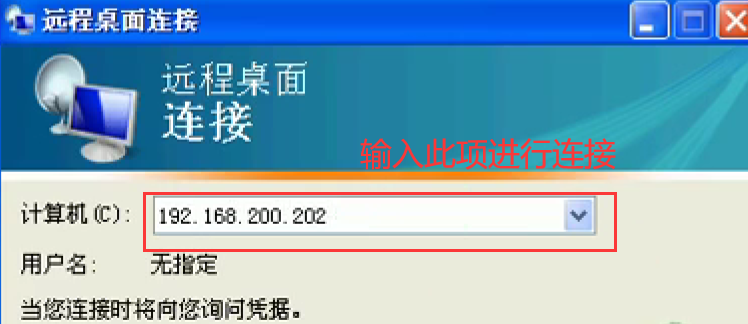 远程桌面连接
远程桌面
连接
输入此项进行连接
计算机(C): 192.168.200.202
用户名: 无指定
当您连接时将向您询问凭据。